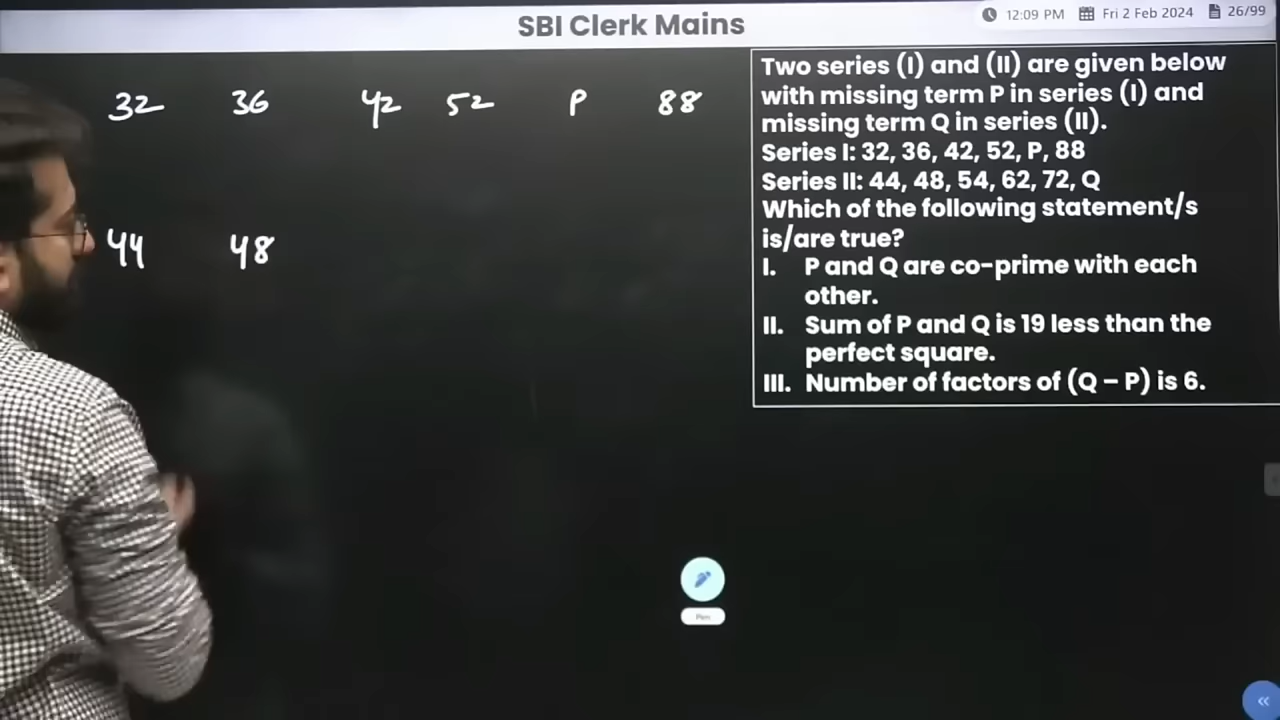 SBI Clerk Mains
12:09 PM Fri 2 Feb 2024 26/99
32 36 42 52 P 88
44 48
Two series (I) and (II) are given below
with missing term P in series (I) and
missing term Q in series (II).
Series I: 32, 36, 42, 52, P, 88
Series II: 44, 48, 54, 62, 72, Q
Which of the following statement/s
is/are true?
I. P and Q are co-prime with each
other.
II. Sum of P and Q is 19 less than the
perfect square.
III. Number of factors of (Q – P) is 6.
Pen
«